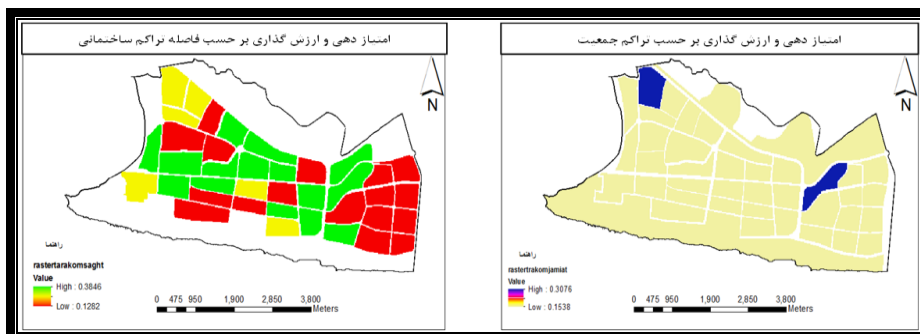 امتیاز دهی و ارزش گذاری بر حسب فاصله تراکم ساختمانی
N
راهنما
rastertarakomsaght
Value
High : 0.3846
Low : 0.1282
0 475 950 1,900 2,850 3,800
Meters
امتیاز دهی و ارزش گذاری بر حسب تراکم جمعیت
N
راهنما
rastertrakomjamiat
Value
High : 0.3076
Low : 0.1538
0 475 950 1,900 2,850 3,800
Meters